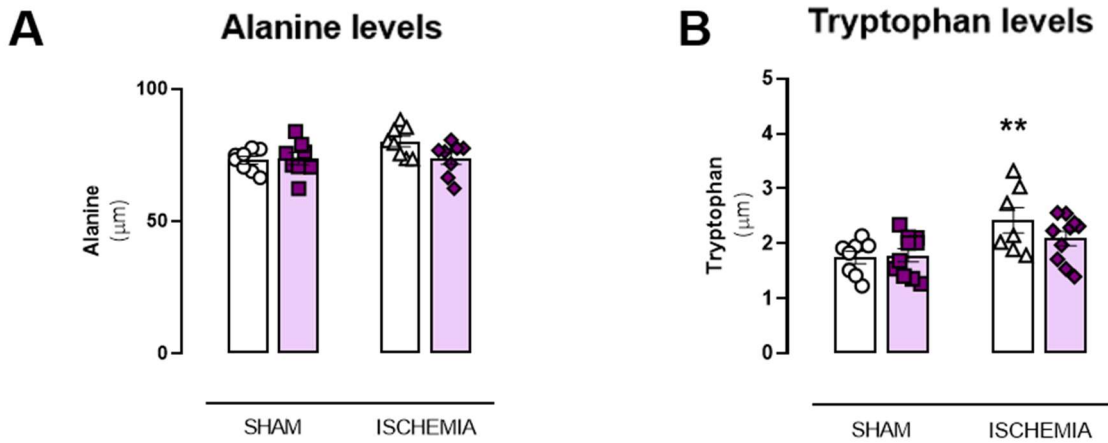 A
Alanine levels
100
50
0
Alanine
(μm)
SHAM
ISCHEMIA
B
Tryptophan levels
5
4
3
2
1
0
Tryptophan
(μm)
**
SHAM
ISCHEMIA